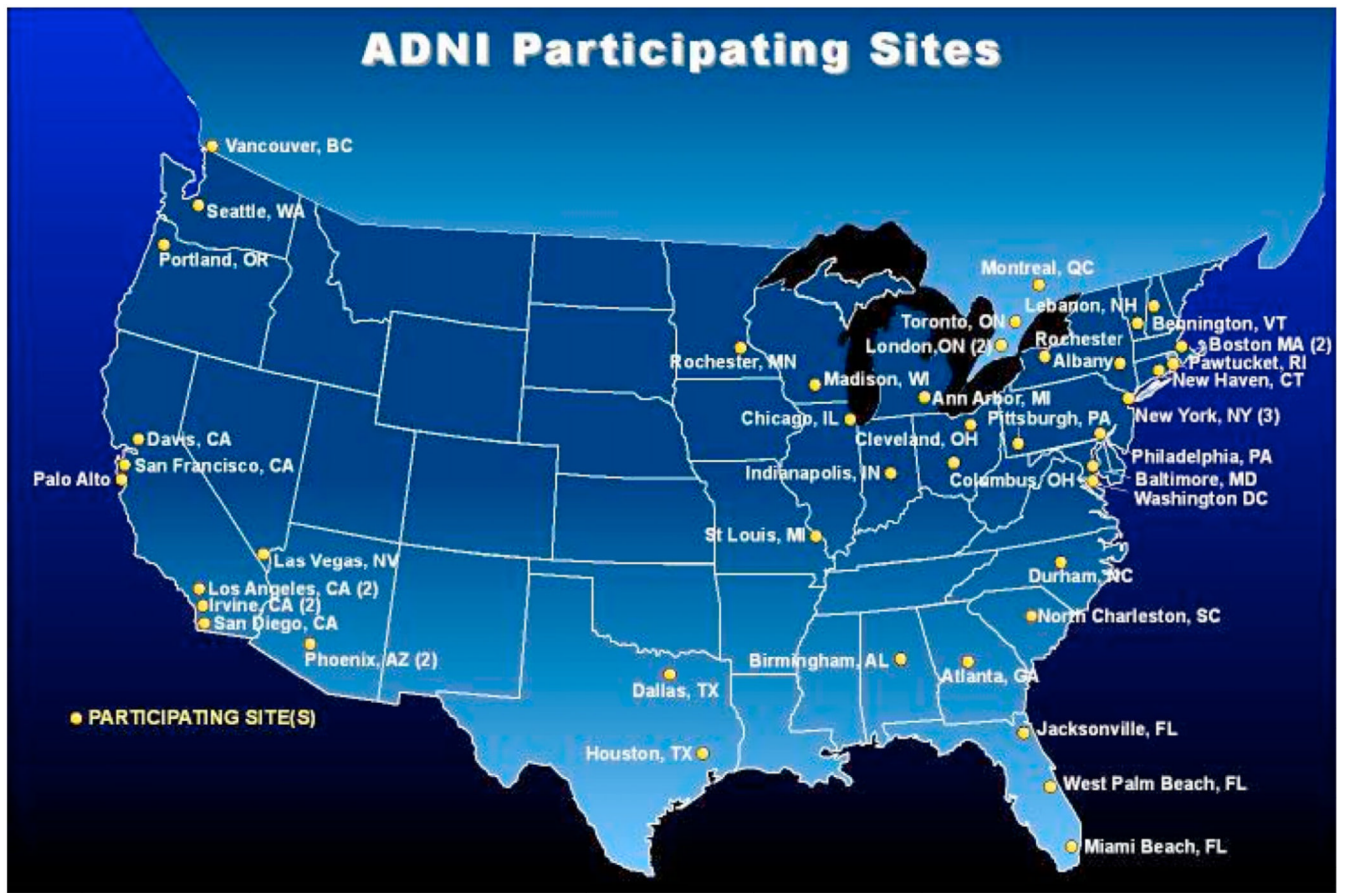 ADNI Participating Sites
Vancouver, BC
Seattle, WA
Portland, OR
Montreal, QC
Lebanon, NH
Toronto, ON
Bennington, VT
Rochester
London,ON (2)
Boston MA (2)
Rochester, MN
Albany
Pawtucket, RI
Madison, WI
New Haven, CT
Ann Arbor, MI
Chicago, IL
Pittsburgh, PA
New York, NY (3)
Davis, CA
Cleveland, OH
San Francisco, CA
Philadelphia, PA
Palo Alto
Indianapolis, IN
Columbus, OH
Baltimore, MD
Washington DC
St Louis, MI
Las Vegas, NV
Durham, NC
Los Angeles, CA (2)
Irvine, CA (2)
North Charleston, SC
San Diego, CA
Phoenix, AZ (2)
Birmingham, AL
Atlanta, GA
Dallas, TX
PARTICIPATING SITE(S)
Jacksonville, FL
Houston, TX
West Palm Beach, FL
Miami Beach, FL